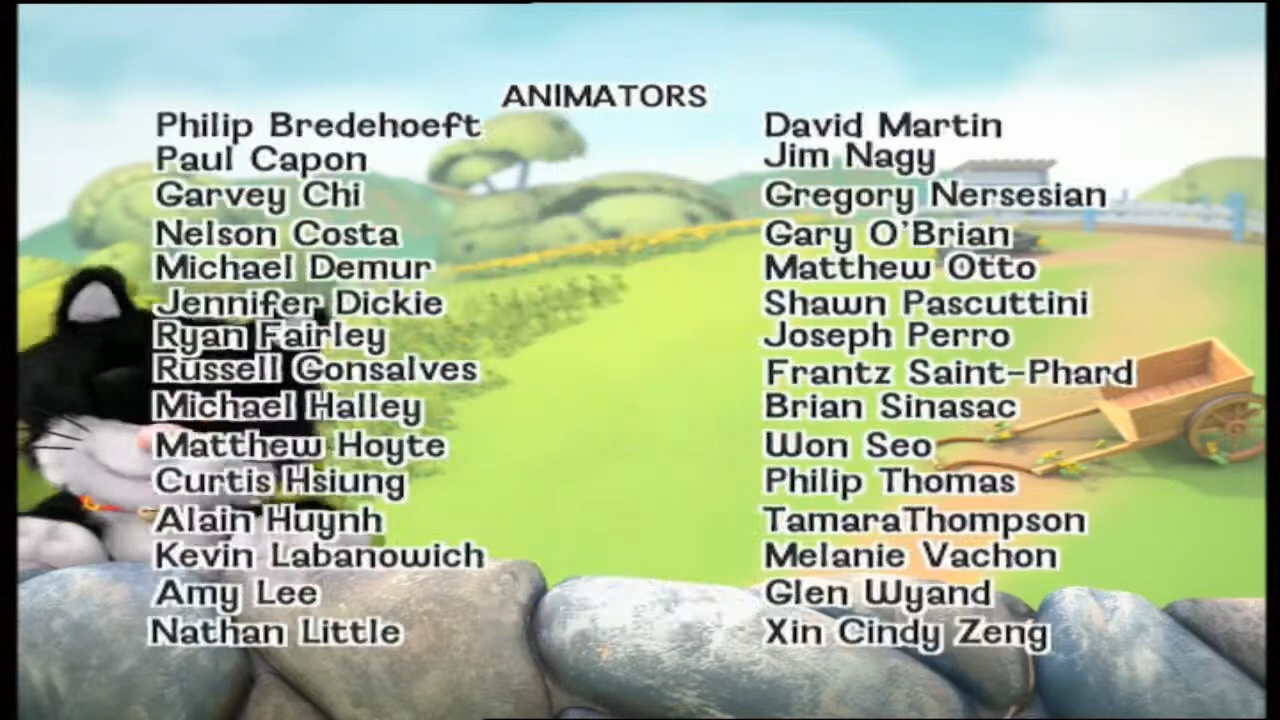 ANIMATORS
Philip Bredehoeft
Paul Capon
Garvey Chi
Nelson Costa
Michael Demur
Jennifer Dickie
Ryan Fairley
Russell Gonsalves
Michael Halley
Matthew Hoyte
Curtis Hsiung
Alain Huynh
Kevin Labanowich
Amy Lee
Nathan Little
David Martin
Jim Nagy
Gregory Nersesian
Gary O'Brian
Matthew Otto
Shawn Pascuttini
Joseph Perro
Frantz Saint-Phard
Brian Sinasac
Won Seo
Philip Thomas
TamaraThompson
Melanie Vachon
Glen Wyand
Xin Cindy Zeng